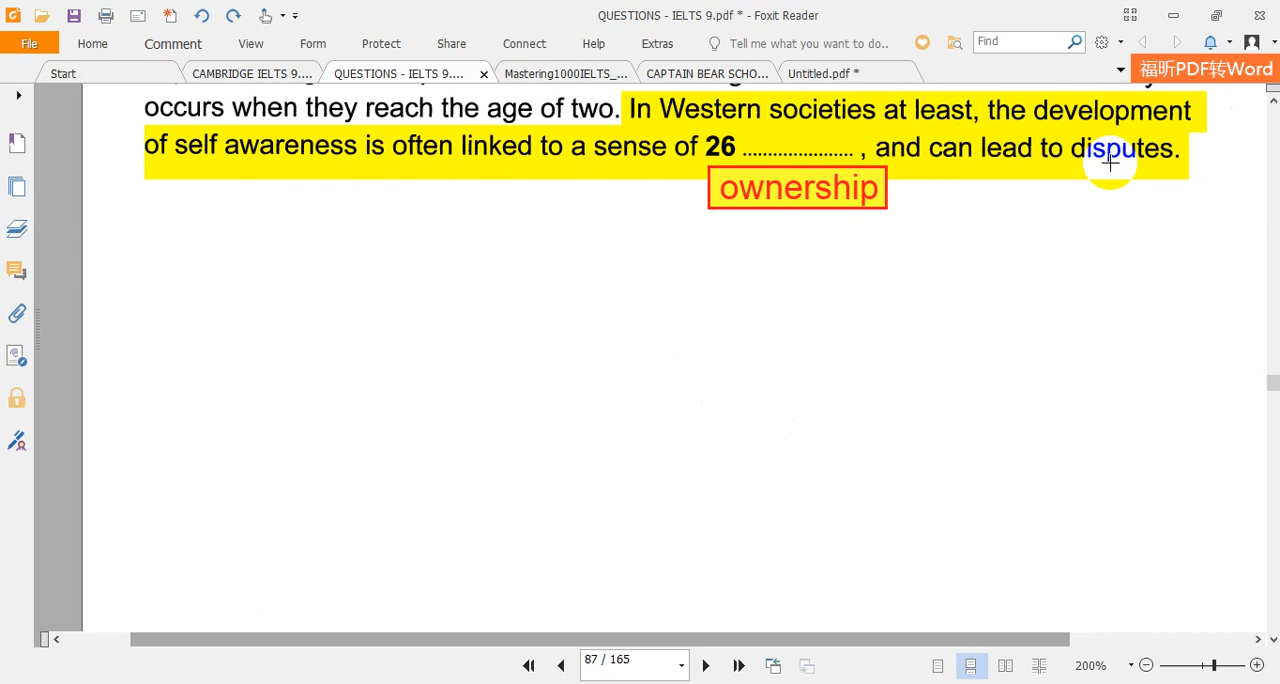 QUESTIONS - IELTS 9.pdf * - Foxit Reader
File Home Comment View Form Protect Share Connect Help Extras Tell me what you want to do.. Find
Start CAMBRIDGE IELTS 9.... QUESTIONS - IELTS 9.... Mastering1000IELTS_... CAPTAIN BEAR SCHO... Untitled.pdf * 福昕PDF转Word
occurs when they reach the age of two. In Western societies at least, the development
of self awareness is often linked to a sense of 26 ...................... , and can lead to disputes.
ownership
87 / 165 200%